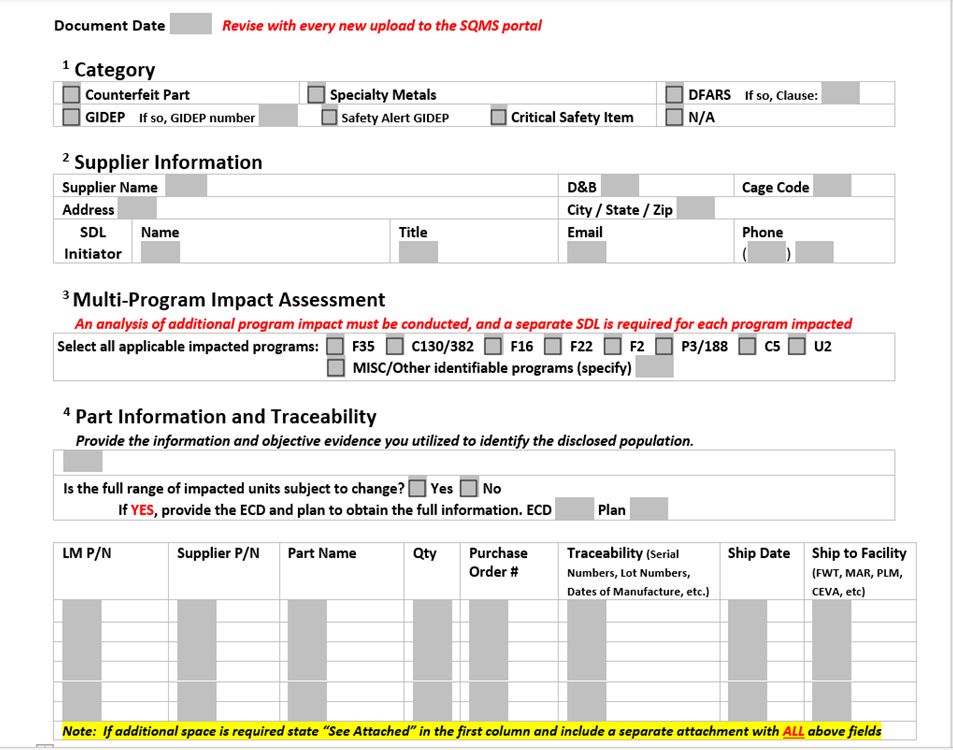 Document Date Revise with every new upload to the SQMS portal
1 Category
Counterfeit Part Specialty Metals DFARS If so, Clause:
GIDEP If so, GIDEP number Safety Alert GIDEP Critical Safety Item N/A
2 Supplier Information
Supplier Name D&B Cage Code
Address City / State / Zip
SDL Initiator Name Title Email Phone
( )
3 Multi-Program Impact Assessment
An analysis of additional program impact must be conducted, and a separate SDL is required for each program impacted
Select all applicable impacted programs: F35 C130/382 F16 F22 F2 P3/188 C5 U2
MISC/Other identifiable programs (specify)
4 Part Information and Traceability
Provide the information and objective evidence you utilized to identify the disclosed population.
Is the full range of impacted units subject to change? Yes No
If YES, provide the ECD and plan to obtain the full information. ECD Plan
LM P/N Supplier P/N Part Name Qty Purchase Order # Traceability (Serial Numbers, Lot Numbers, Dates of Manufacture, etc.) Ship Date Ship to Facility (FWT, MAR, PLM, CEVA, etc)
Note: If additional space is required state “See Attached” in the first column and include a separate attachment with ALL above fields